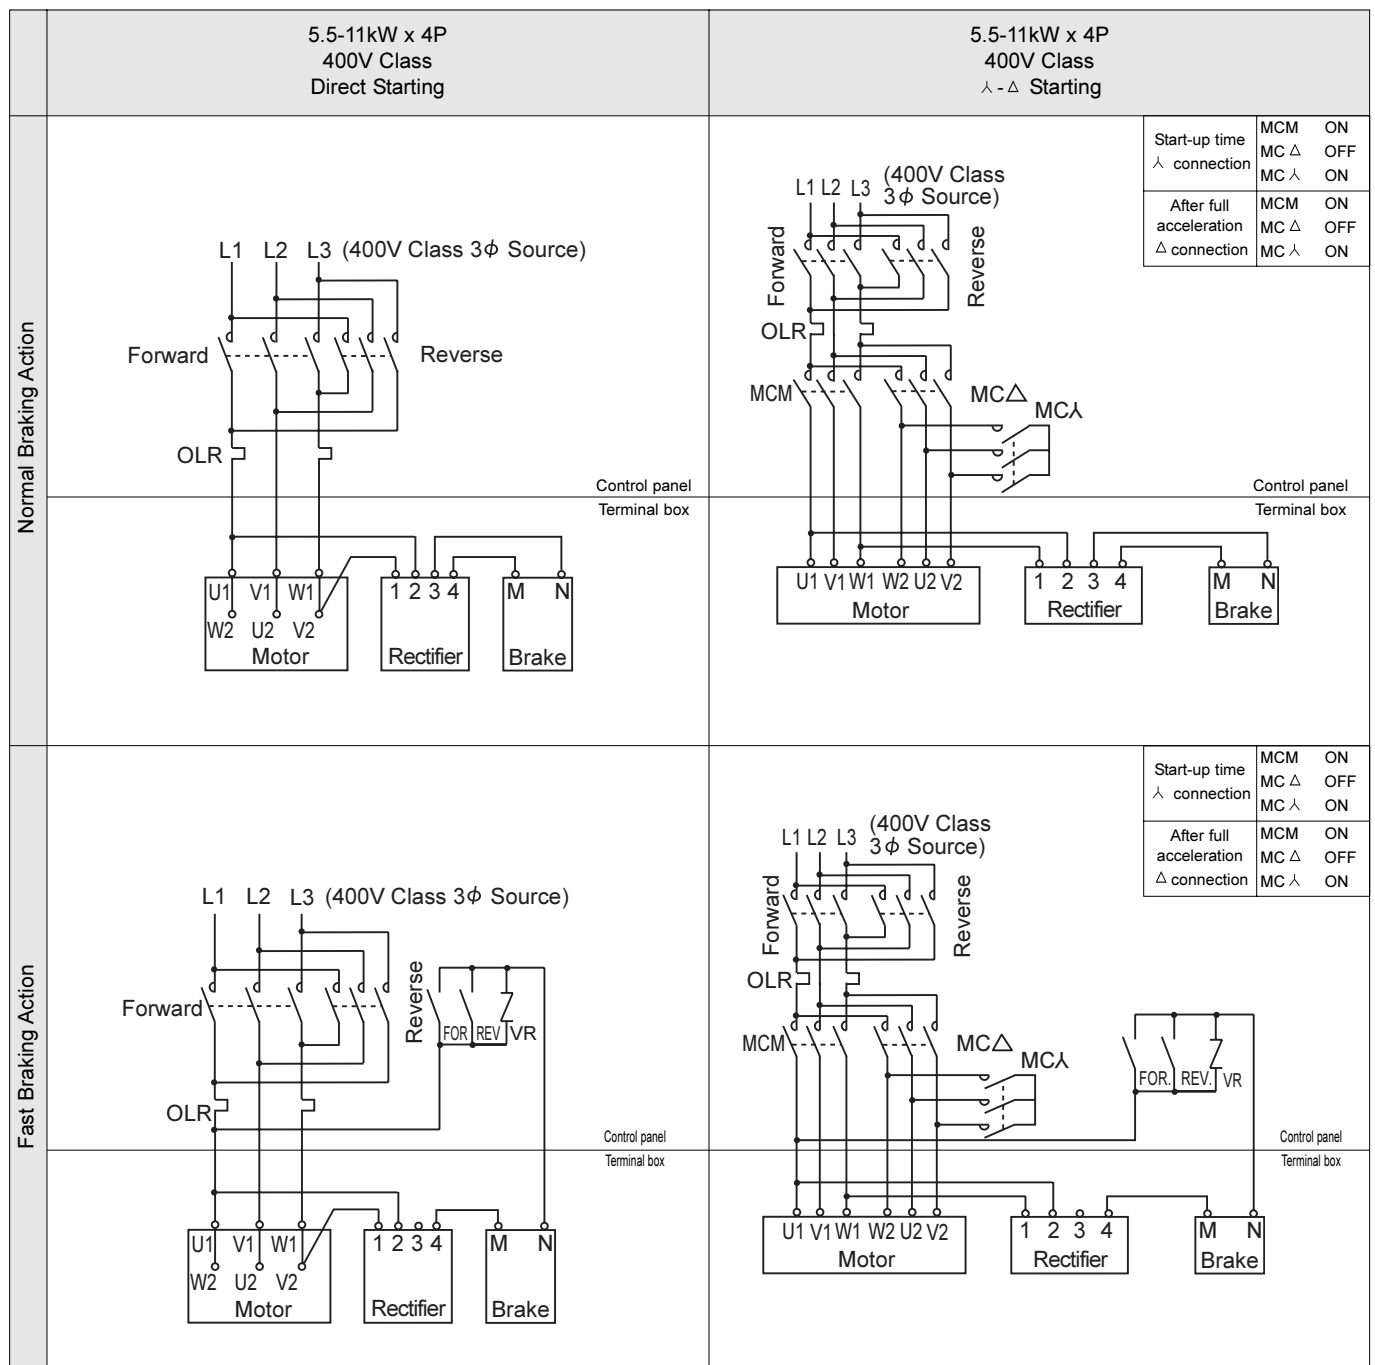 5.5-11kW x 4P
400V Class
Direct Starting
5.5-11kW x 4P
400V Class
⅄ - △ Starting
Normal Braking Action
L1 L2 L3 (400V Class 3ϕ Source)
Forward
Reverse
OLR
Control panel
Terminal box
U1 V1 W1
W2 U2 V2
Motor
1 2 3 4
Rectifier
M N
Brake
Start-up time
⅄ connection
MCM ON
MC △ OFF
MC ⅄ ON
After full
acceleration
△ connection
MCM ON
MC △ OFF
MC ⅄ ON
L1 L2 L3
(400V Class
3ϕ Source)
Forward
Reverse
OLR
MCM
MC△
MC⅄
Control panel
Terminal box
U1 V1 W1 W2 U2 V2
Motor
1 2 3 4
Rectifier
M N
Brake
Fast Braking Action
L1 L2 L3 (400V Class 3ϕ Source)
Forward
Reverse
FOR REV VR
OLR
Control panel
Terminal box
U1 V1 W1
W2 U2 V2
Motor
1 2 3 4
Rectifier
M N
Brake
Start-up time
⅄ connection
MCM ON
MC △ OFF
MC ⅄ ON
After full
acceleration
△ connection
MCM ON
MC △ OFF
MC ⅄ ON
L1 L2 L3
(400V Class
3ϕ Source)
Forward
Reverse
OLR
MCM
MC△
MC⅄
FOR. REV. VR
Control panel
Terminal box
U1 V1 W1 W2 U2 V2
Motor
1 2 3 4
Rectifier
M N
Brake